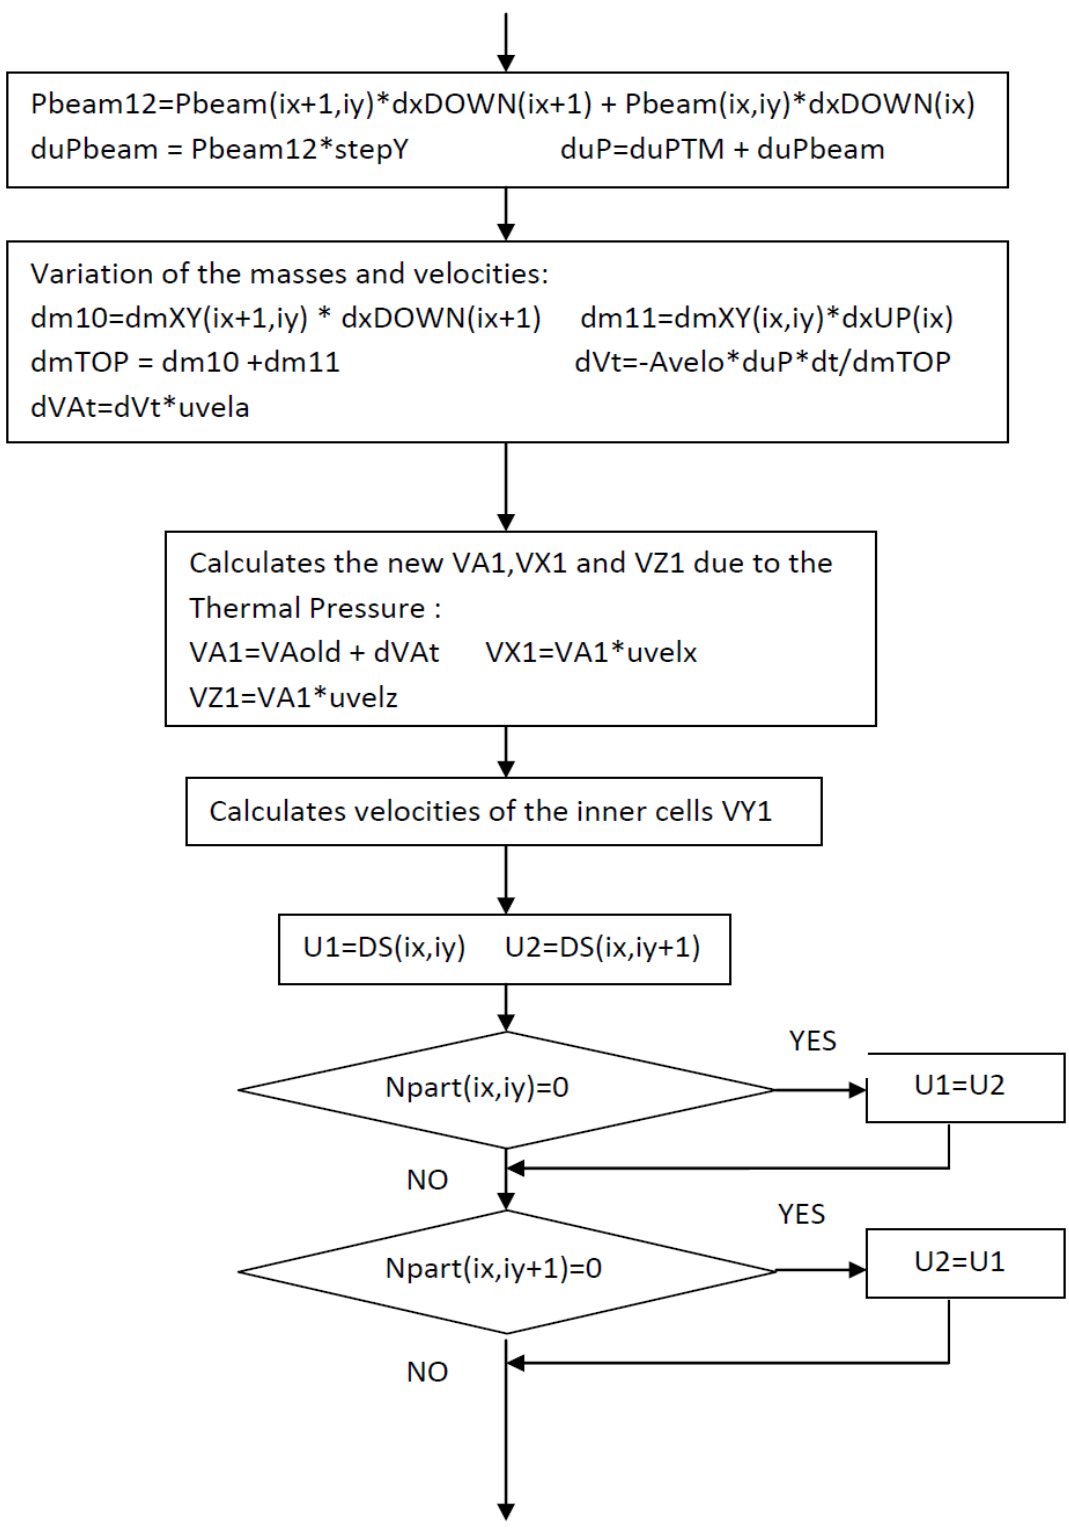 Pbeam12=Pbeam(ix+1,iy)*dxDOWN(ix+1) + Pbeam(ix,iy)*dxDOWN(ix)
duPbeam = Pbeam12*stepY duP=duPTM + duPbeam
Variation of the masses and velocities:
dm10=dmXY(ix+1,iy) * dxDOWN(ix+1) dm11=dmXY(ix,iy)*dxUP(ix)
dmTOP = dm10 +dm11 dVt=-Avelo*duP*dt/dmTOP
dVAt=dVt*uvela
Calculates the new VA1,VX1 and VZ1 due to the
Thermal Pressure :
VA1=VAold + dVAt VX1=VA1*uvelx
VZ1=VA1*uvelz
Calculates velocities of the inner cells VY1
U1=DS(ix,iy) U2=DS(ix,iy+1)
YES
Npart(ix,iy)=0
U1=U2
NO
YES
Npart(ix,iy+1)=0
U2=U1
NO